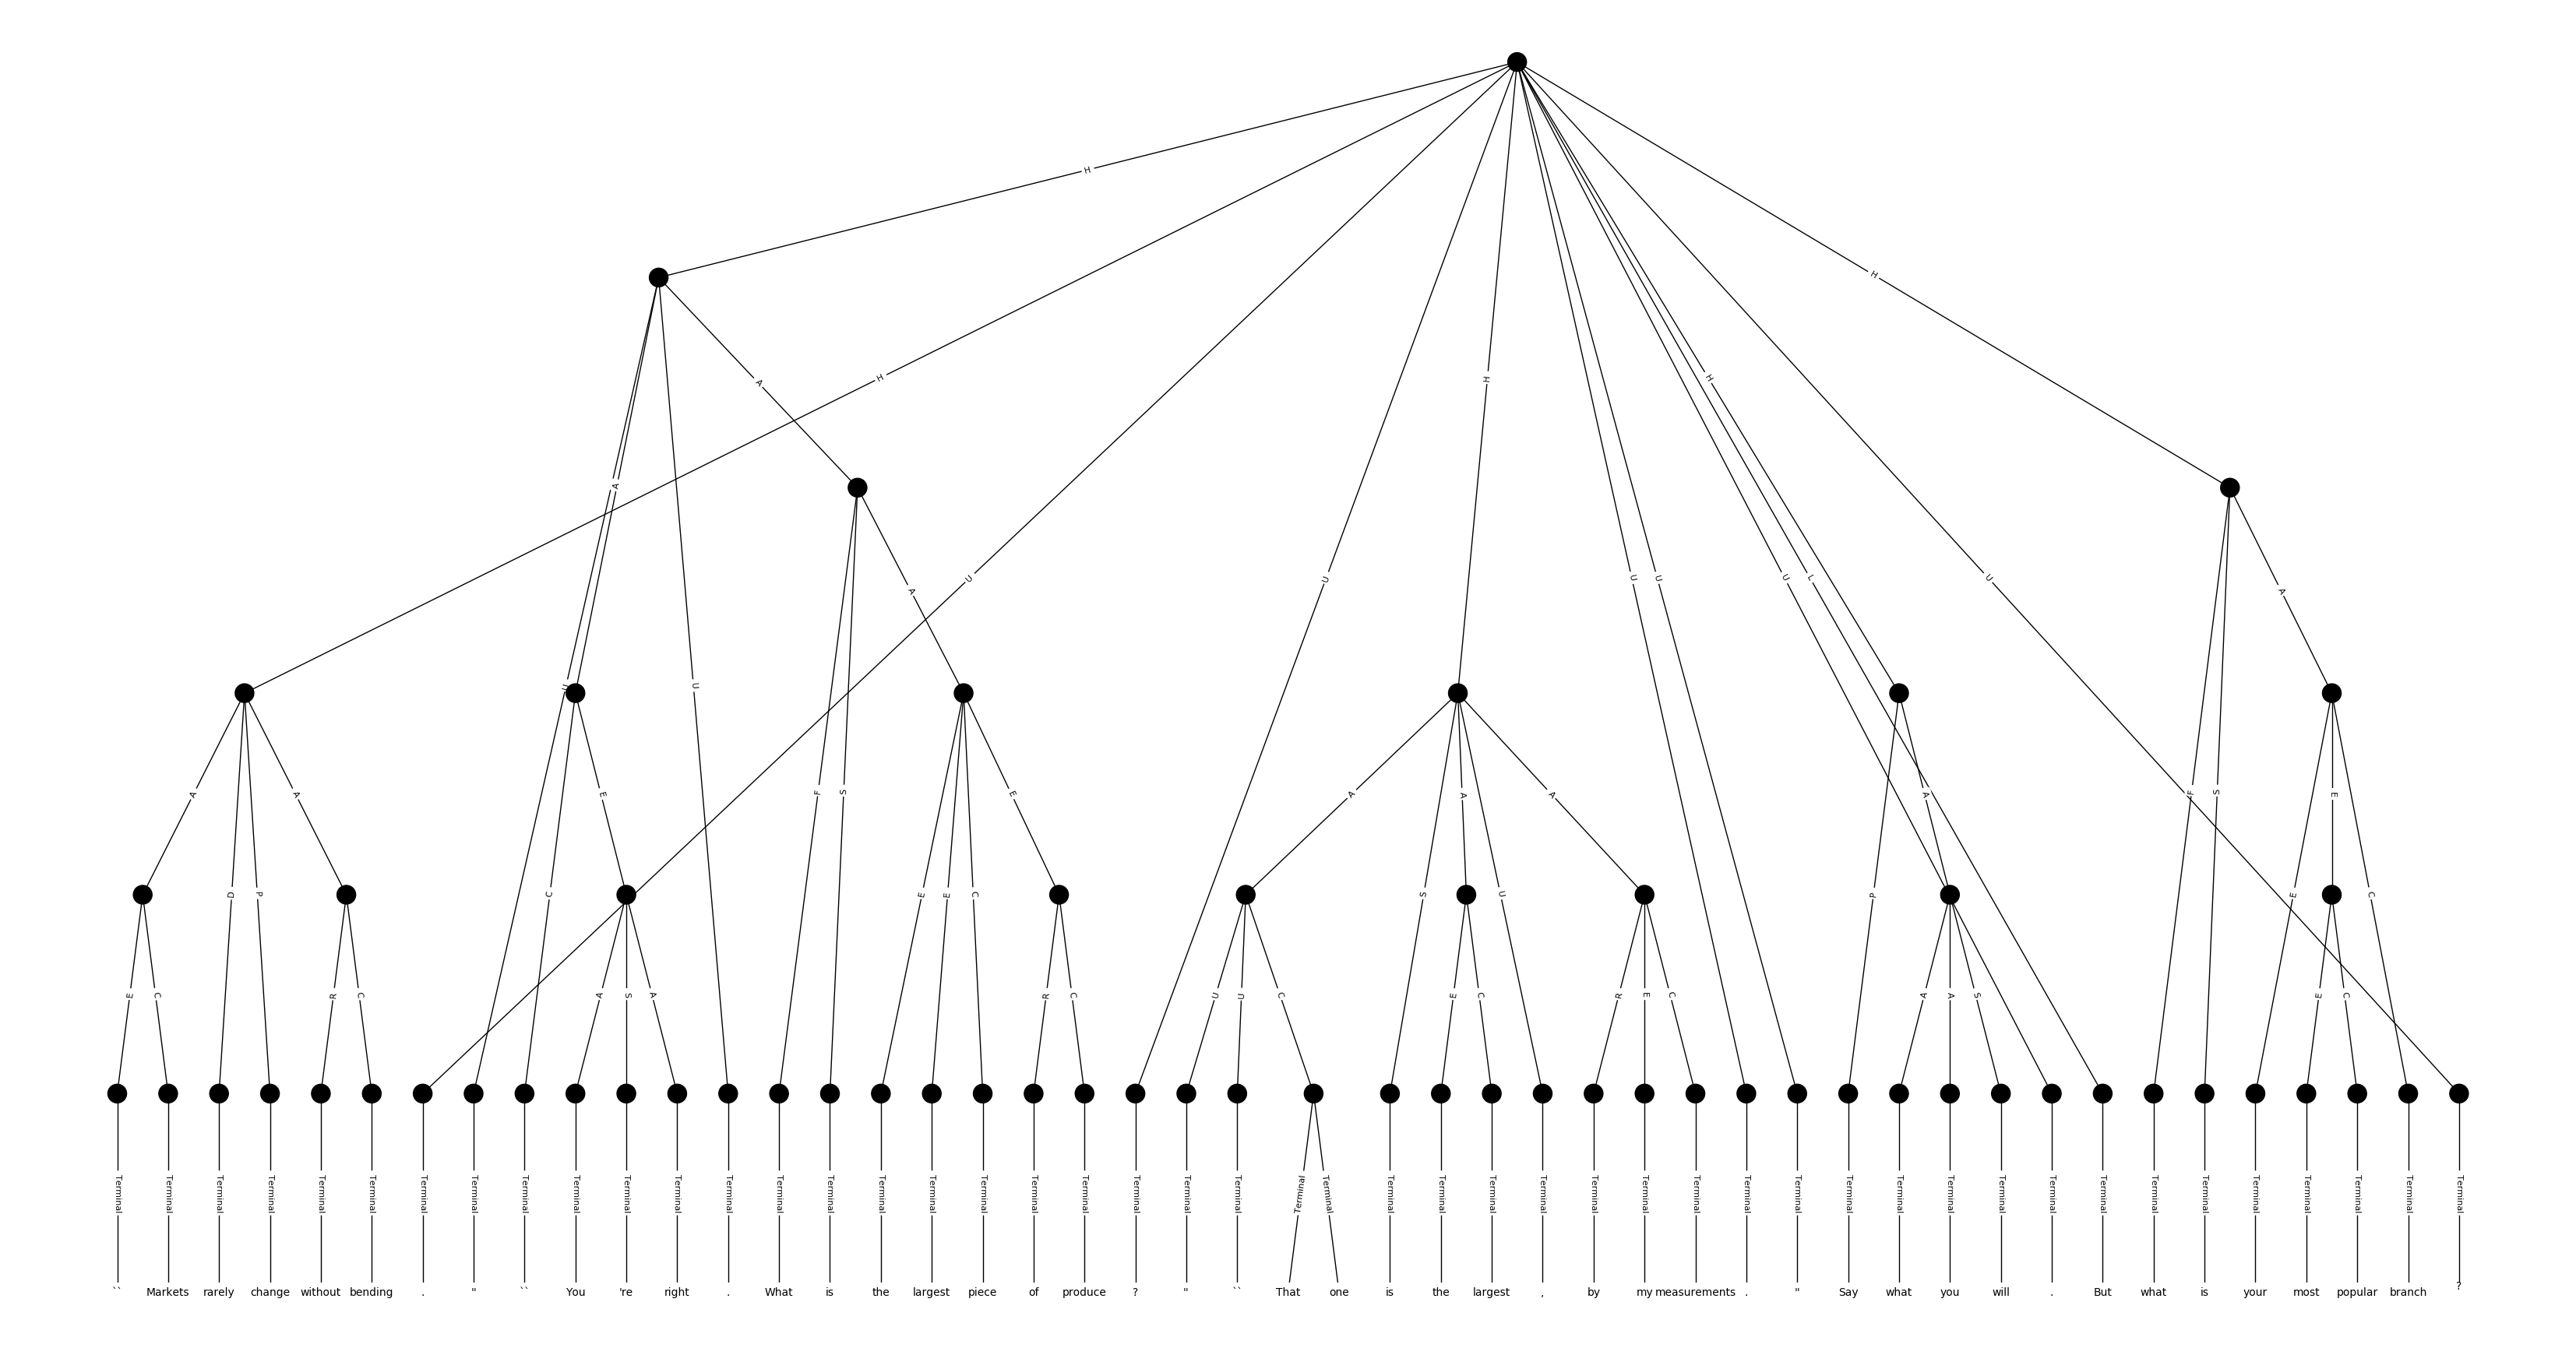 H
H
A
H
H
H
A
U
A
U
U
U
U
L
U
A
A
U
U
A
D
P
A
E
F
S
E
A
A
A
A
F
S
E
C
E
E
C
S
U
P
E
C
E
C
R
C
A
S
A
R
C
U
U
C
E
C
R
E
C
A
A
S
E
C
Terminal Terminal Terminal Terminal Terminal Terminal Terminal Terminal Terminal Terminal Terminal Terminal Terminal Terminal Terminal Terminal Terminal Terminal Terminal Terminal Terminal Terminal Terminal Terminal Terminal Terminal Terminal Terminal Terminal Terminal Terminal Terminal Terminal Terminal Terminal Terminal Terminal Terminal Terminal Terminal Terminal Terminal Terminal Terminal Terminal Terminal Terminal
`` Markets rarely change without bending . " `` You 're right . What is the largest piece of produce ? " `` That one is the largest , by my measurements . " Say what you will . But what is your most popular branch ?